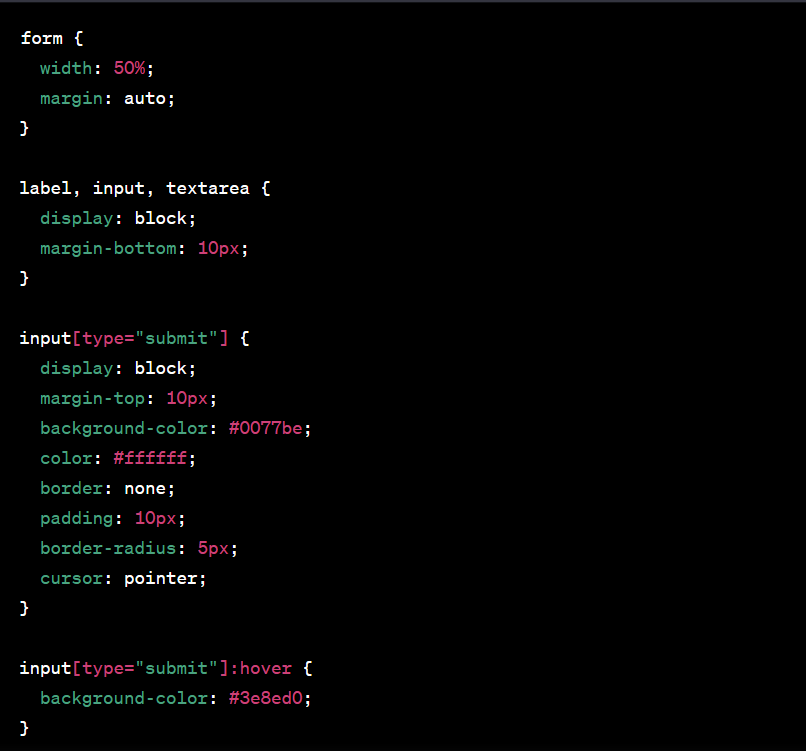 form {
  width: 50%;
  margin: auto;
}
label, input, textarea {
  display: block;
  margin-bottom: 10px;
}
input[type="submit"] {
  display: block;
  margin-top: 10px;
  background-color: #0077be;
  color: #ffffff;
  border: none;
  padding: 10px;
  border-radius: 5px;
  cursor: pointer;
}
input[type="submit"]:hover {
  background-color: #3e8ed0;
}